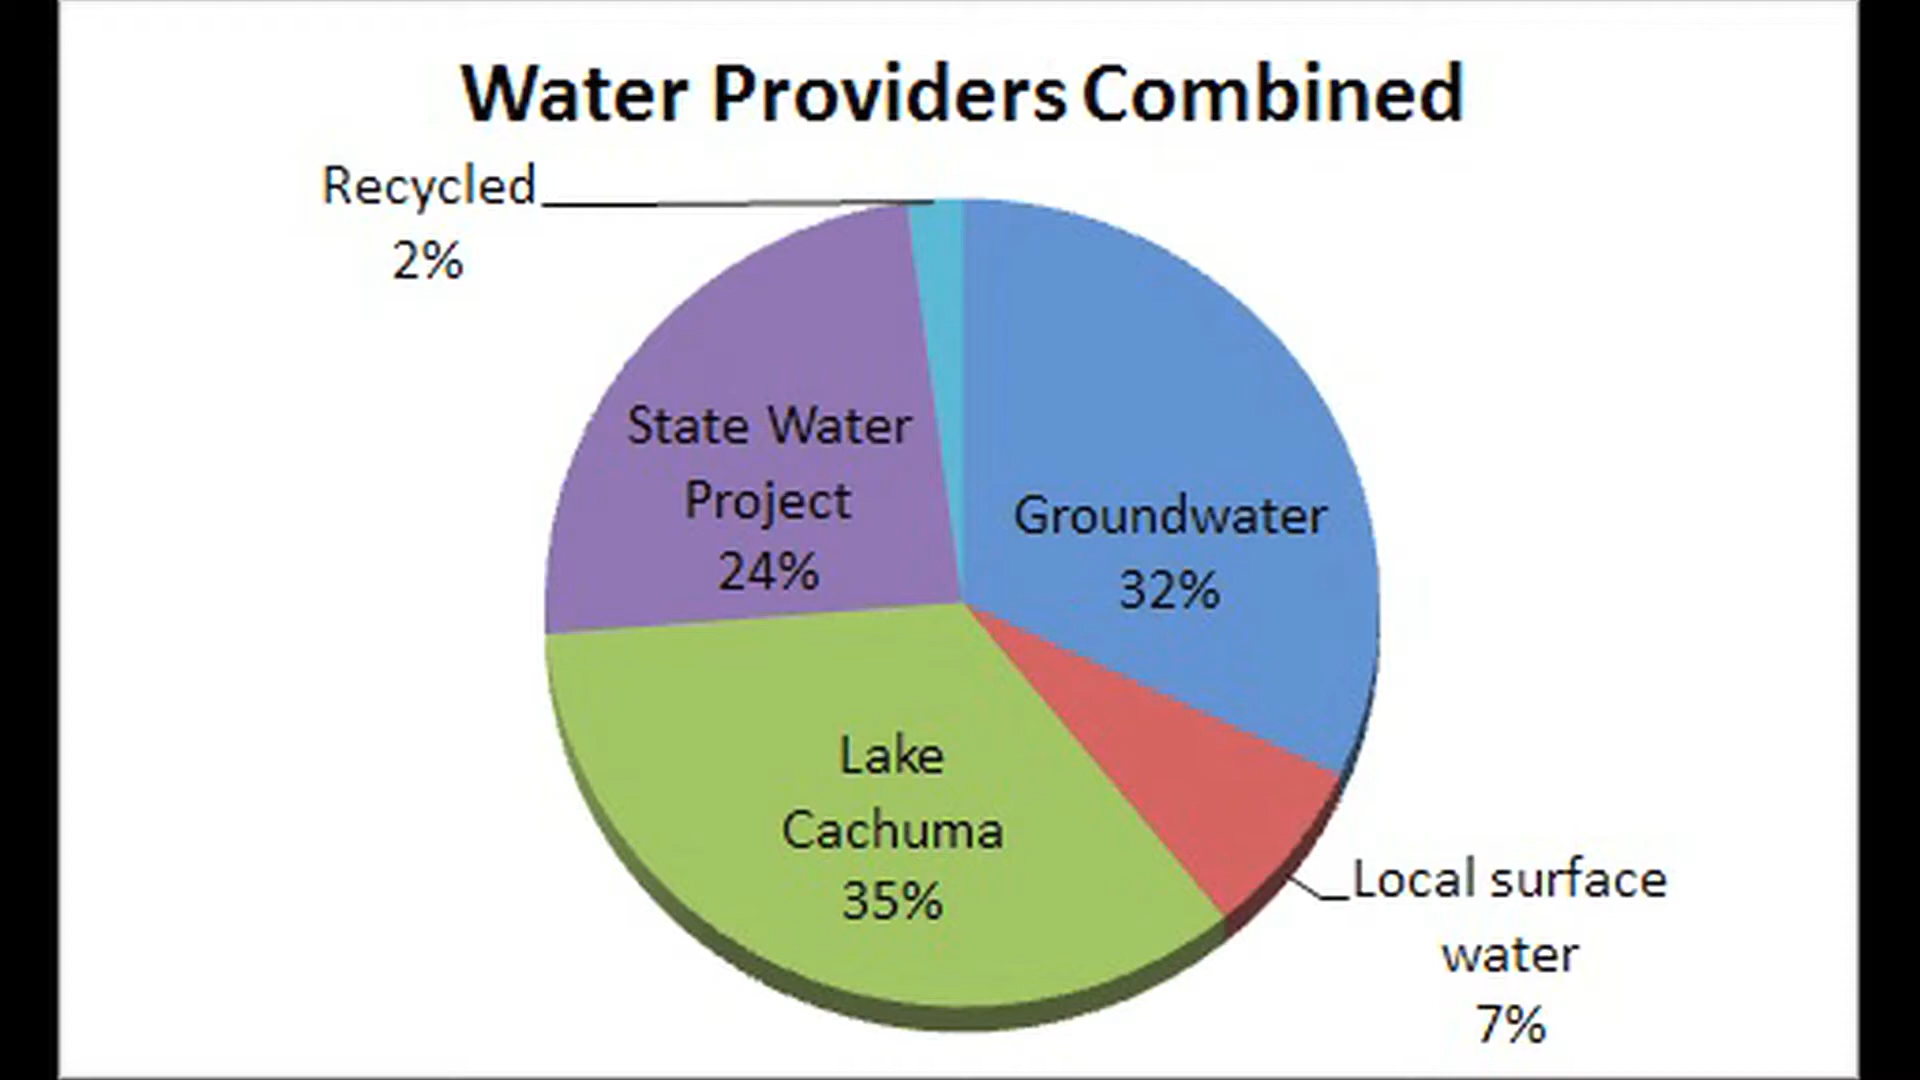 Water Providers Combined
Recycled
2%
State Water
Project
24%
Groundwater
32%
Lake
Cachuma
35%
Local surface
water
7%